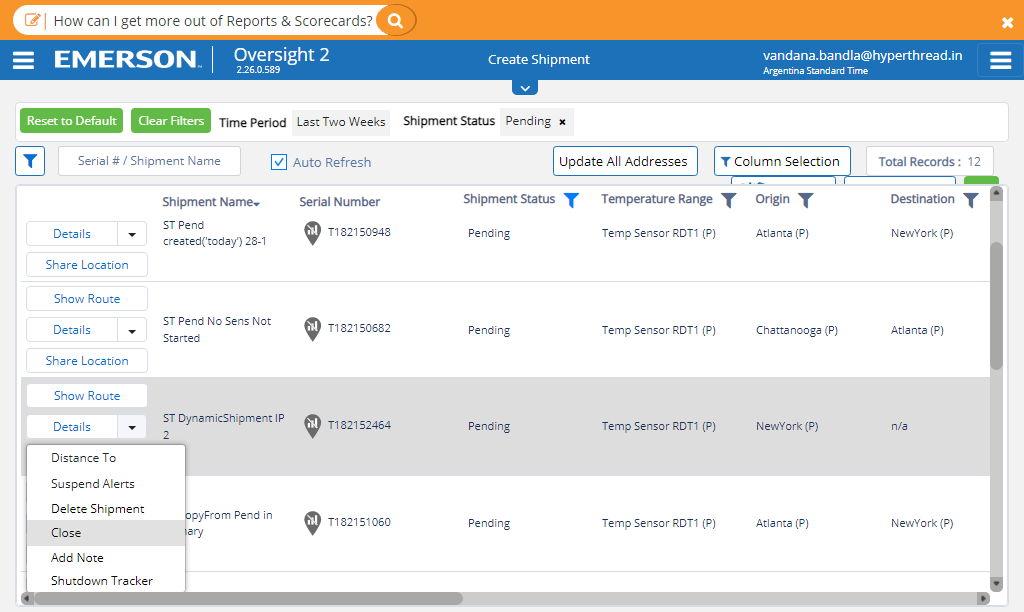 How can I get more out of Reports & Scorecards?
EMERSON
Oversight 2
2.26.0.589
Create Shipment
vandana.bandla@hyperthread.in
Argentina Standard Time
Reset to Default Clear Filters Time Period Last Two Weeks Shipment Status Pending ×
Serial # / Shipment Name Auto Refresh Update All Addresses Column Selection Total Records : 12
Shipment Name Serial Number Shipment Status Temperature Range Origin Destination
Details ST Pend created('today') 28-1 T182150948 Pending Temp Sensor RDT1 (P) Atlanta (P) NewYork (P)
Share Location
Show Route
Details ST Pend No Sens Not Started T182150682 Pending Temp Sensor RDT1 (P) Chattanooga (P) Atlanta (P)
Share Location
Show Route
Details ST DynamicShipment IP 2 T182152464 Pending Temp Sensor RDT1 (P) NewYork (P) n/a
Distance To
Suspend Alerts
Delete Shipment
Close
Add Note
Shutdown Tracker
Pend in T182151060 Pending Temp Sensor RDT1 (P) Atlanta (P) NewYork (P)